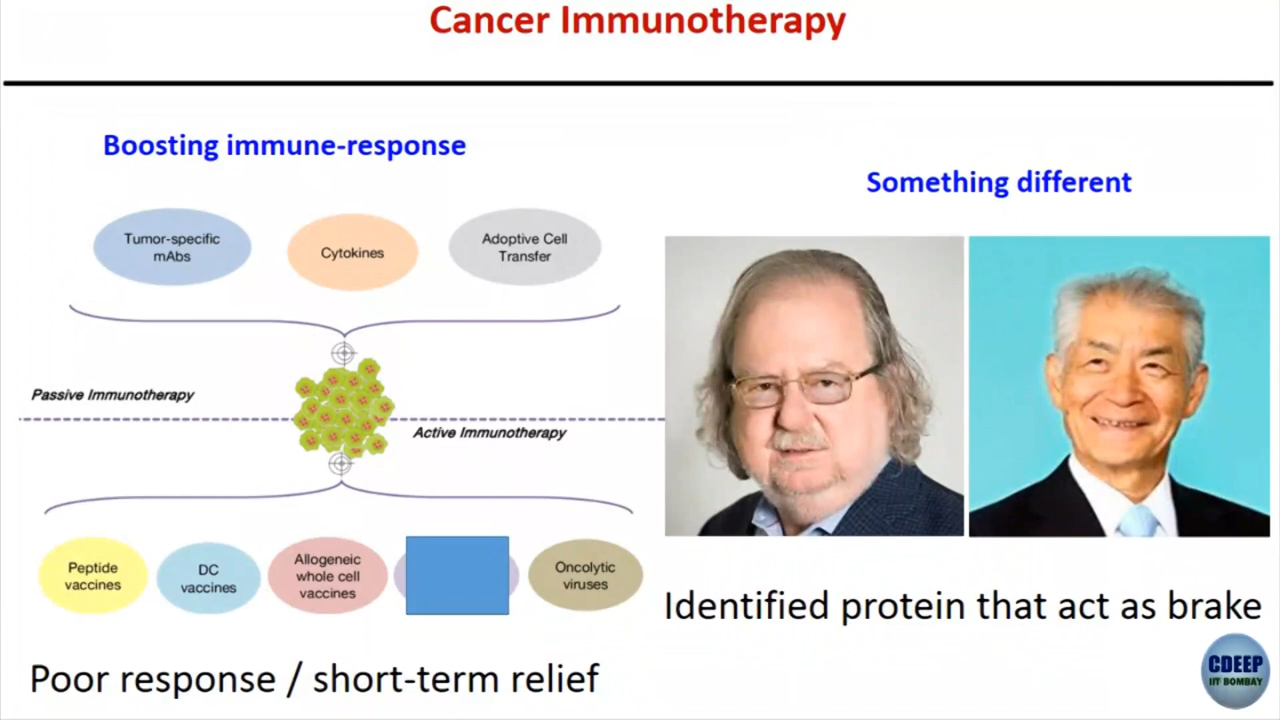 Cancer Immunotherapy
Boosting immune-response
Something different
Tumor-specific
mAbs
Cytokines
Adoptive Cell
Transfer
Passive Immunotherapy
Active Immunotherapy
Peptide
vaccines
DC
vaccines
Allogeneic
whole cell
vaccines
Oncolytic
viruses
Identified protein that act as brake
Poor response / short-term relief
CDEEP
IIT BOMBAY